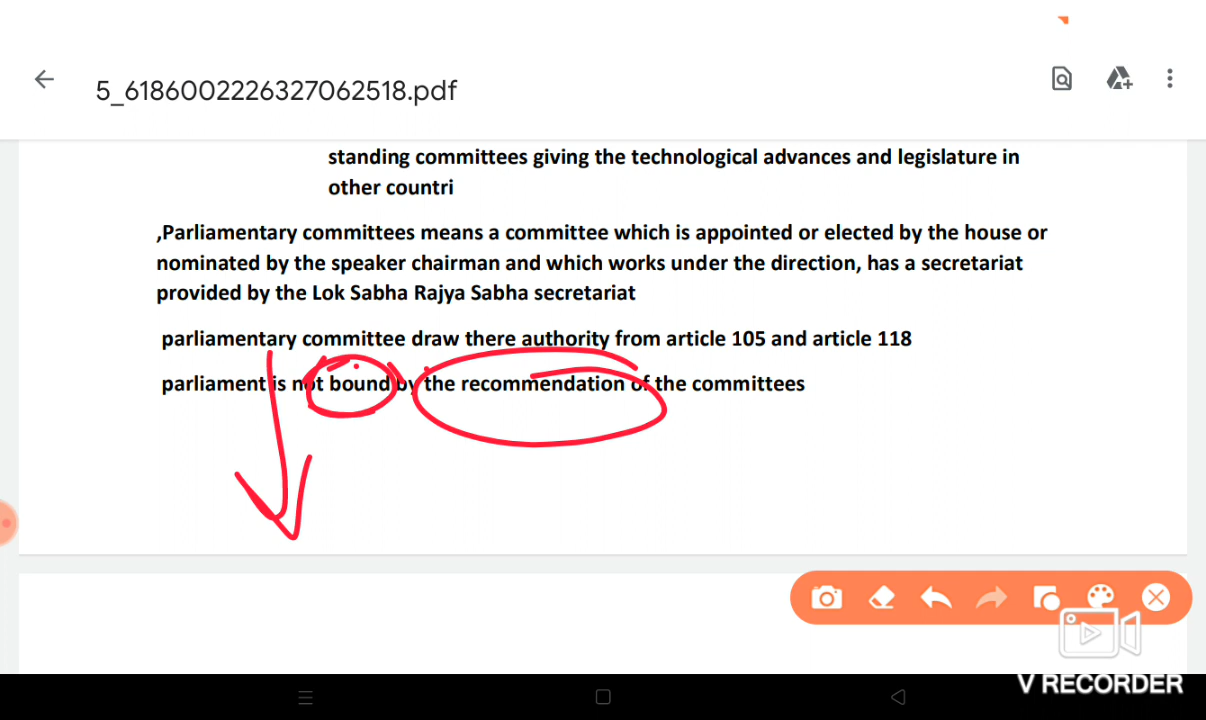 5_6186002226327062518.pdf
standing committees giving the technological advances and legislature in
other countri
,Parliamentary committees means a committee which is appointed or elected by the house or
nominated by the speaker chairman and which works under the direction, has a secretariat
provided by the Lok Sabha Rajya Sabha secretariat
parliamentary committee draw there authority from article 105 and article 118
parliament is not bound by the recommendation of the committees
V RECORDER